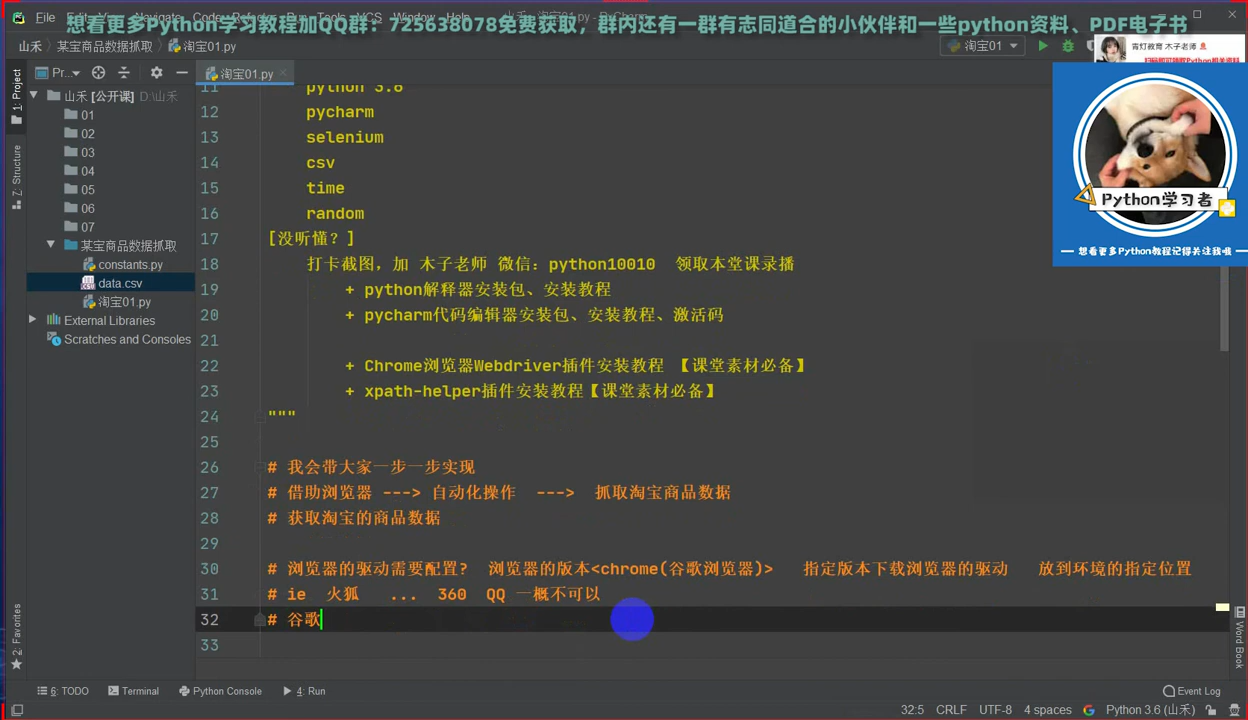 想看更多Python学习教程加QQ群：725638078免费获取，群内还有一群有志同道合的小伙伴和一些python资料、PDF电子书
File
山禾 某宝商品数据抓取 淘宝01.py
淘宝01
青灯教育 木子老师
Pr...
淘宝01.py
1: Project
山禾 [公开课] D:\山禾
01
02
03
04
05
06
07
某宝商品数据抓取
constants.py
data.csv
淘宝01.py
External Libraries
Scratches and Consoles
Z: Structure
2: Favorites
11 python 3.6
12 pycharm
13 selenium
14 csv
15 time
16 random
17 [没听懂？]
18 打卡截图，加 木子老师 微信：python10010 领取本堂课录播
19 + python解释器安装包、安装教程
20 + pycharm代码编辑器安装包、安装教程、激活码
21
22 + Chrome浏览器Webdriver插件安装教程 【课堂素材必备】
23 + xpath-helper插件安装教程【课堂素材必备】
24 """
25
26 # 我会带大家一步一步实现
27 # 借助浏览器 ---> 自动化操作 ---> 抓取淘宝商品数据
28 # 获取淘宝的商品数据
29
30 # 浏览器的驱动需要配置? 浏览器的版本<chrome(谷歌浏览器)> 指定版本下载浏览器的驱动 放到环境的指定位置
31 # ie 火狐 ... 360 QQ 一概不可以
32 # 谷歌
33
Python学习者
想看更多Python教程记得关注我哦
Word Book
6: TODO Terminal Python Console 4: Run Event Log
32:5 CRLF UTF-8 4 spaces Python 3.6 (山禾)